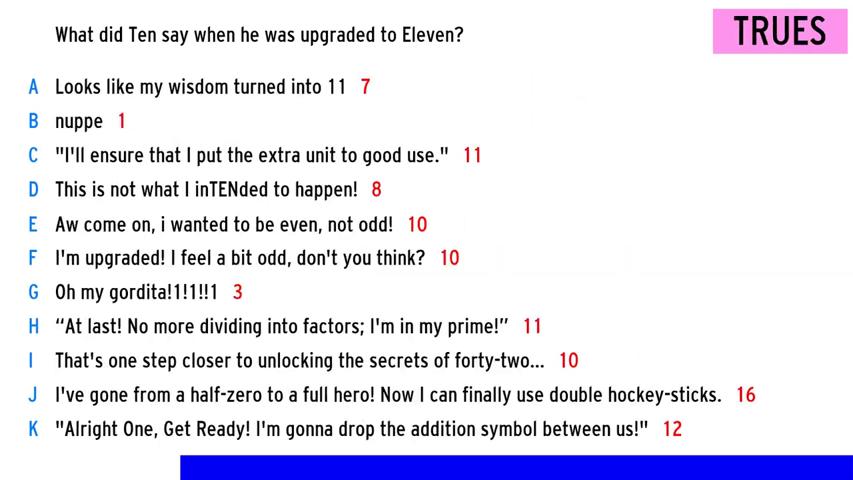 What did Ten say when he was upgraded to Eleven?
TRUES
A Looks like my wisdom turned into 11 7
B nuppe 1
C "I'll ensure that I put the extra unit to good use." 11
D This is not what I inTENded to happen! 8
E Aw come on, i wanted to be even, not odd! 10
F I'm upgraded! I feel a bit odd, don't you think? 10
G Oh my gordita!1!1!!1 3
H “At last! No more dividing into factors; I'm in my prime!” 11
I That's one step closer to unlocking the secrets of forty-two... 10
J I've gone from a half-zero to a full hero! Now I can finally use double hockey-sticks. 16
K "Alright One, Get Ready! I'm gonna drop the addition symbol between us!" 12